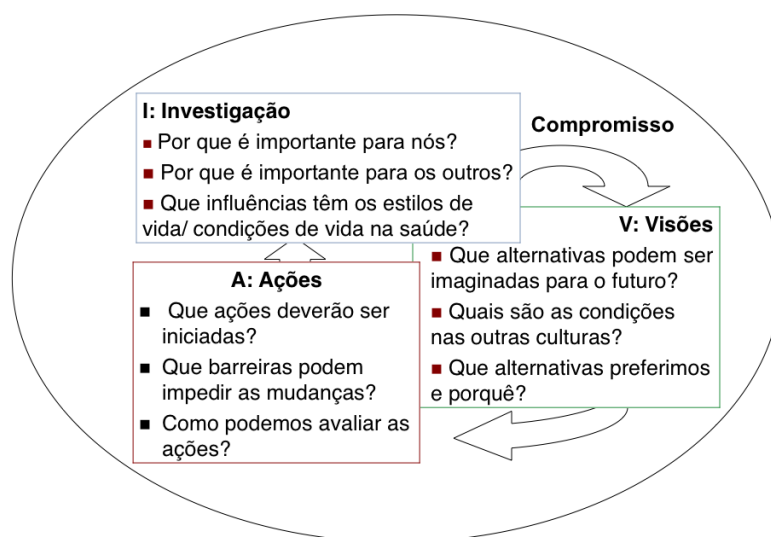 I: Investigação
■ Por que é importante para nós?
■ Por que é importante para os outros?
■ Que influências têm os estilos de
vida/ condições de vida na saúde?
Compromisso
V: Visões
■ Que alternativas podem ser
imaginadas para o futuro?
■ Quais são as condições
nas outras culturas?
■ Que alternativas preferimos
e porquê?
A: Ações
■ Que ações deverão ser
iniciadas?
■ Que barreiras podem
impedir as mudanças?
■ Como podemos avaliar as
ações?